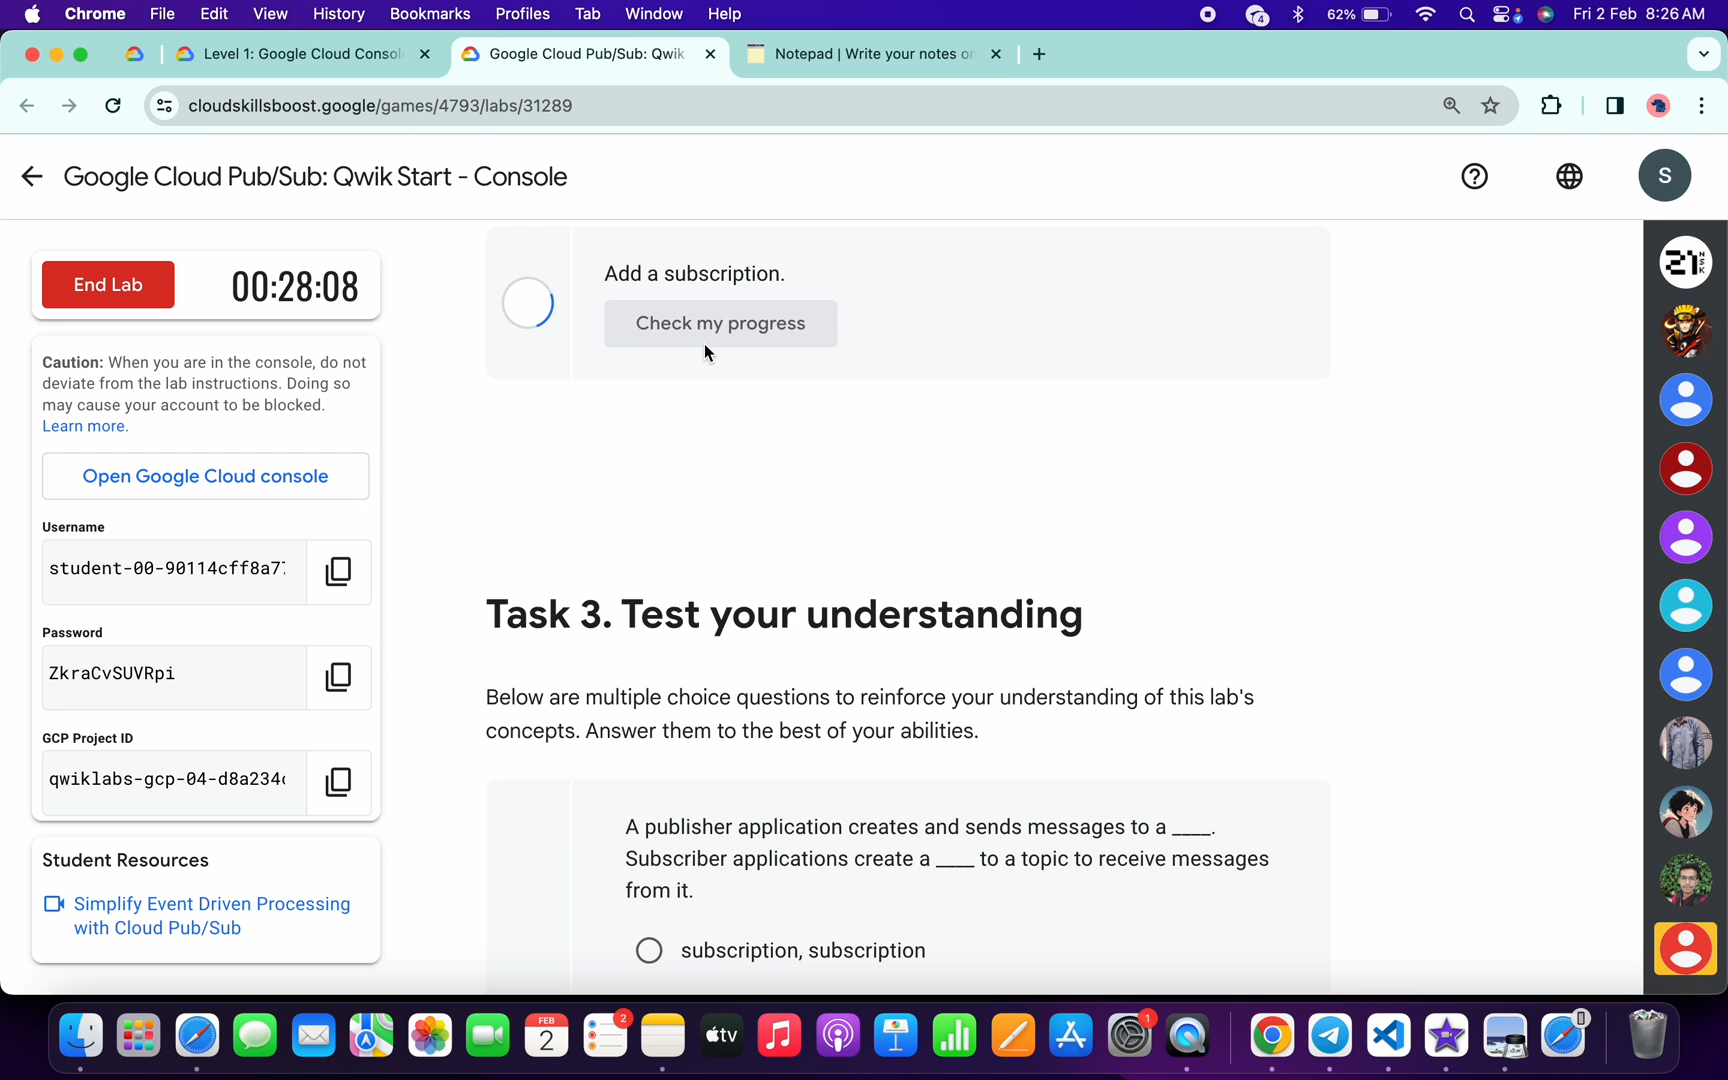 Chrome File Edit View History Bookmarks Profiles Tab Window Help 4 62% Fri 2 Feb 8:26 AM
Level 1: Google Cloud Consol Google Cloud Pub/Sub: Qwik Notepad | Write your notes on
cloudskillsboost.google/games/4793/labs/31289
Google Cloud Pub/Sub: Qwik Start - Console
S
End Lab 00:28:08
Caution: When you are in the console, do not
deviate from the lab instructions. Doing so
may cause your account to be blocked.
Learn more.
Open Google Cloud console
Username
student-00-90114cff8a7
Password
ZkraCvSUVRpi
GCP Project ID
qwiklabs-gcp-04-d8a234
Student Resources
Simplify Event Driven Processing
with Cloud Pub/Sub
Add a subscription.
Check my progress
Task 3. Test your understanding
Below are multiple choice questions to reinforce your understanding of this lab's
concepts. Answer them to the best of your abilities.
A publisher application creates and sends messages to a ____.
Subscriber applications create a ____ to a topic to receive messages
from it.
subscription, subscription
21
FEB
2
2
tv
1